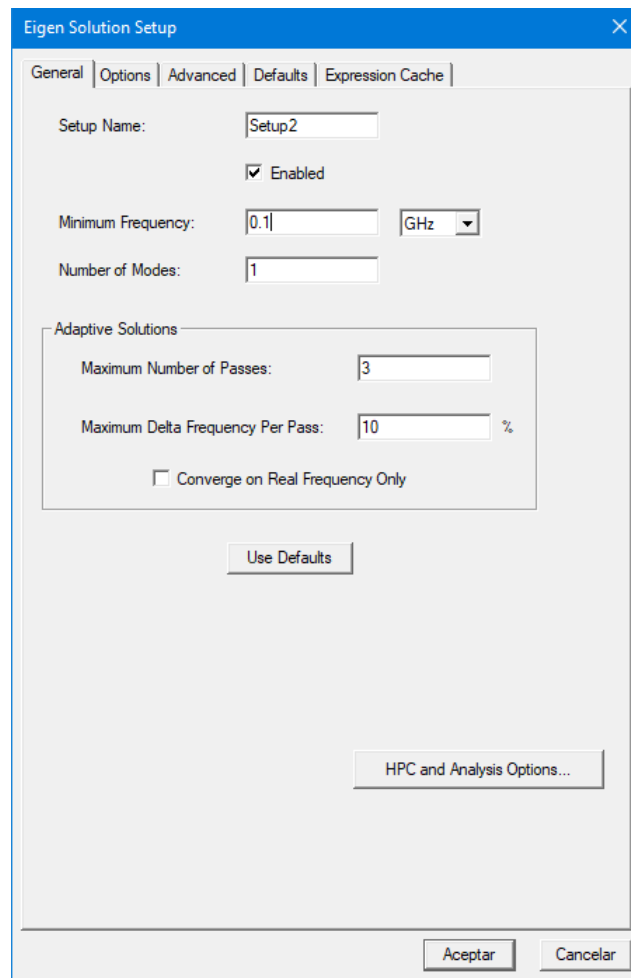 Eigen Solution Setup
General Options Advanced Defaults Expression Cache
Setup Name: Setup2
Enabled
Minimum Frequency: 0.1 GHz
Number of Modes: 1
Adaptive Solutions
Maximum Number of Passes: 3
Maximum Delta Frequency Per Pass: 10 %
Converge on Real Frequency Only
Use Defaults
HPC and Analysis Options...
Aceptar Cancelar